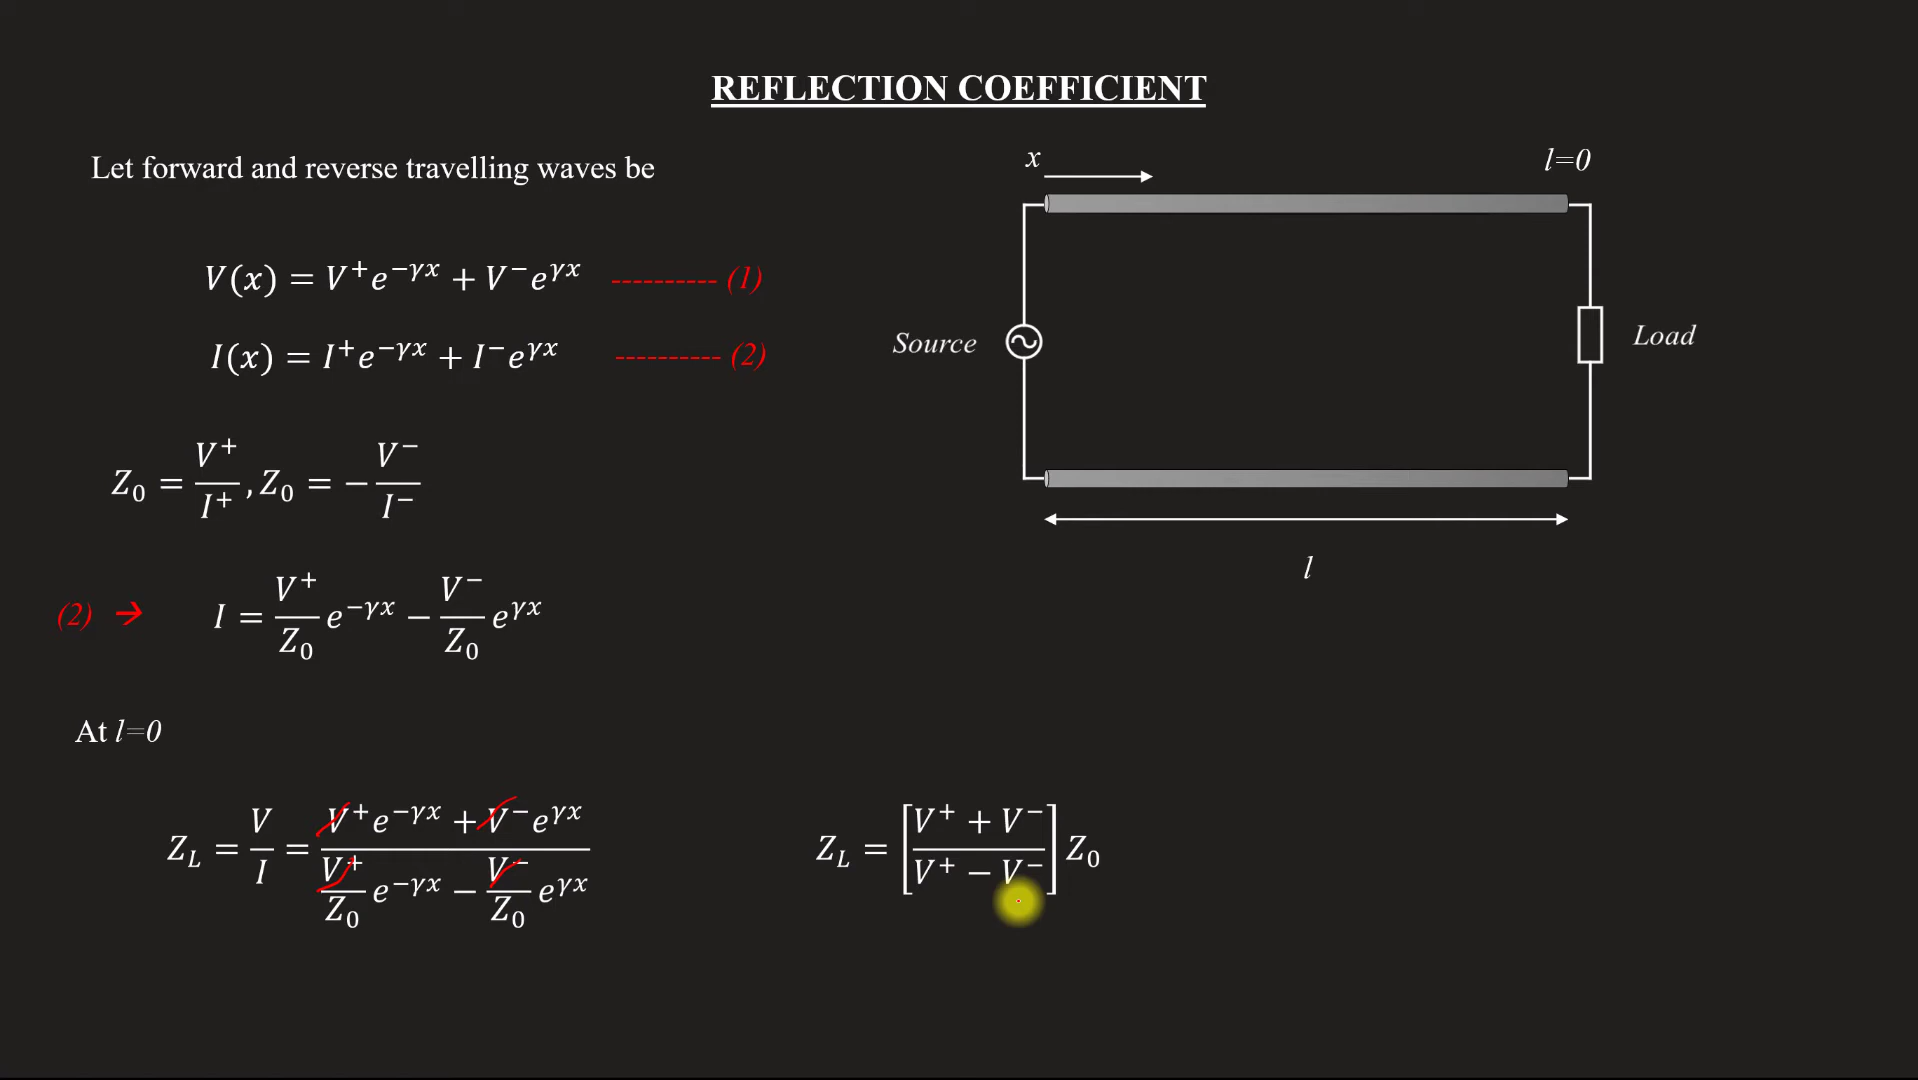 REFLECTION COEFFICIENT
Let forward and reverse travelling waves be
V(x) = V⁺e^{−γx} + V⁻e^{γx} ---------- (1)
I(x) = I⁺e^{−γx} + I⁻e^{γx} ---------- (2)
Z₀ = V⁺/I⁺ , Z₀ = − V⁻/I⁻
(2) → I = V⁺/Z₀ e^{−γx} − V⁻/Z₀ e^{γx}
At l=0
Z_L = V/I = (V⁺e^{−γx} + V⁻e^{γx})/(V⁺/Z₀ e^{−γx} − V⁻/Z₀ e^{γx})
Z_L = [(V⁺ + V⁻)/(V⁺ − V⁻)] Z₀
x
l=0
Source
Load
l